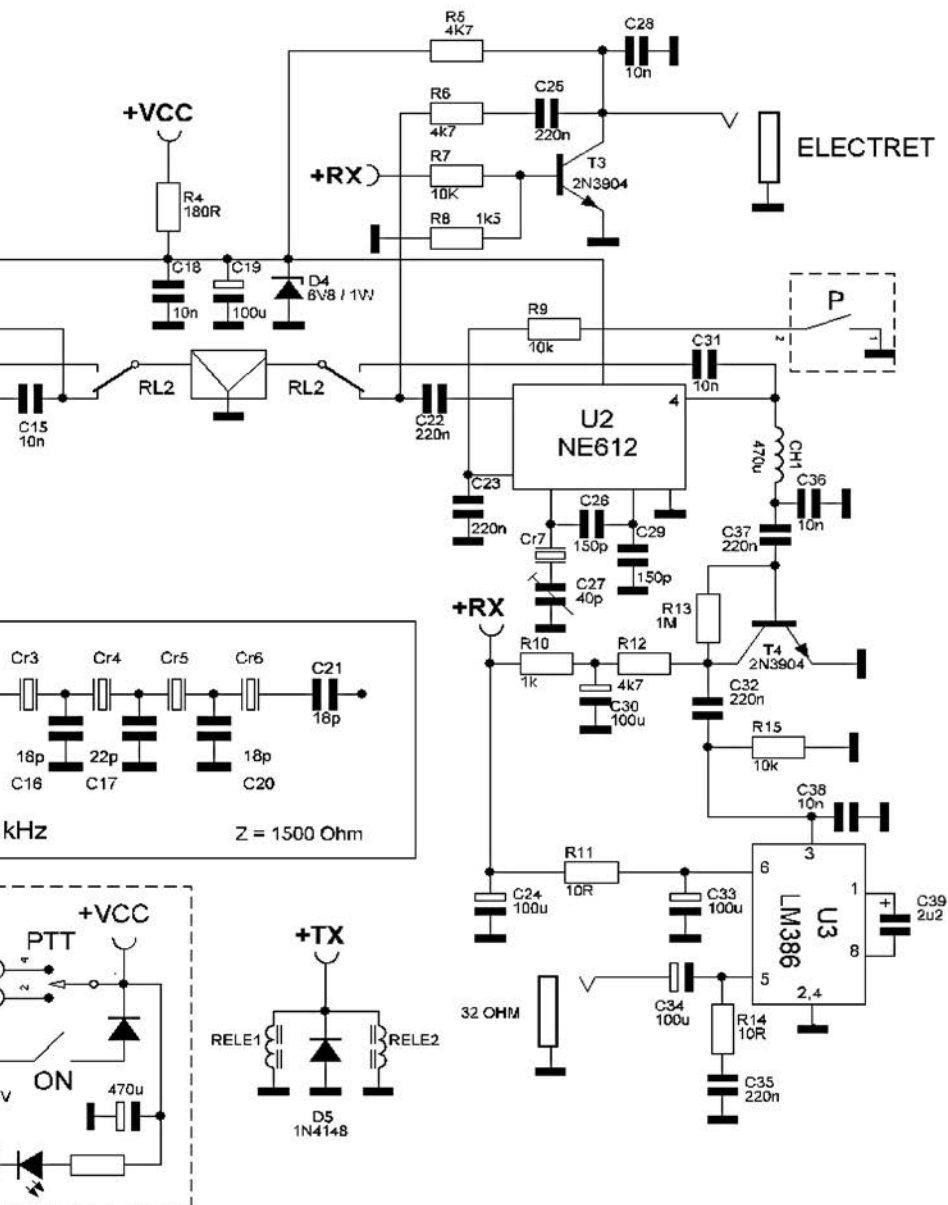 R5
4K7
C28
10n
+VCC
R6
4k7
C25
220n
+RX
R7
10K
T3
2N3904
ELECTRET
R4
180R
R8 1k5
C18
10n
C19
100u
D4
6V8 / 1W
R9
10k
P
2
1
C31
10n
RL2
RL2
C15
10n
C22
220n
U2
NE612
4
CH1
470u
C23
220n
C26
150p
C29
150p
C36
10n
C37
220n
Cr7
C27
40p
+RX
R13
1M
T4
2N3904
R10
1k
R12
4k7
C30
100u
C32
220n
R15
10k
Cr3
Cr4
Cr5
Cr6
C21
18p
18p
C16
22p
C17
18p
C20
kHz
Z = 1500 Ohm
C38
10n
R11
10R
6
3
1
C24
100u
C33
100u
U3
LM386
C39
2u2
+
8
5
2,4
+VCC
PTT
4
2
ON
V
470u
+TX
RELE1
RELE2
D5
1N4148
32 OHM
C34
100u
R14
10R
C35
220n